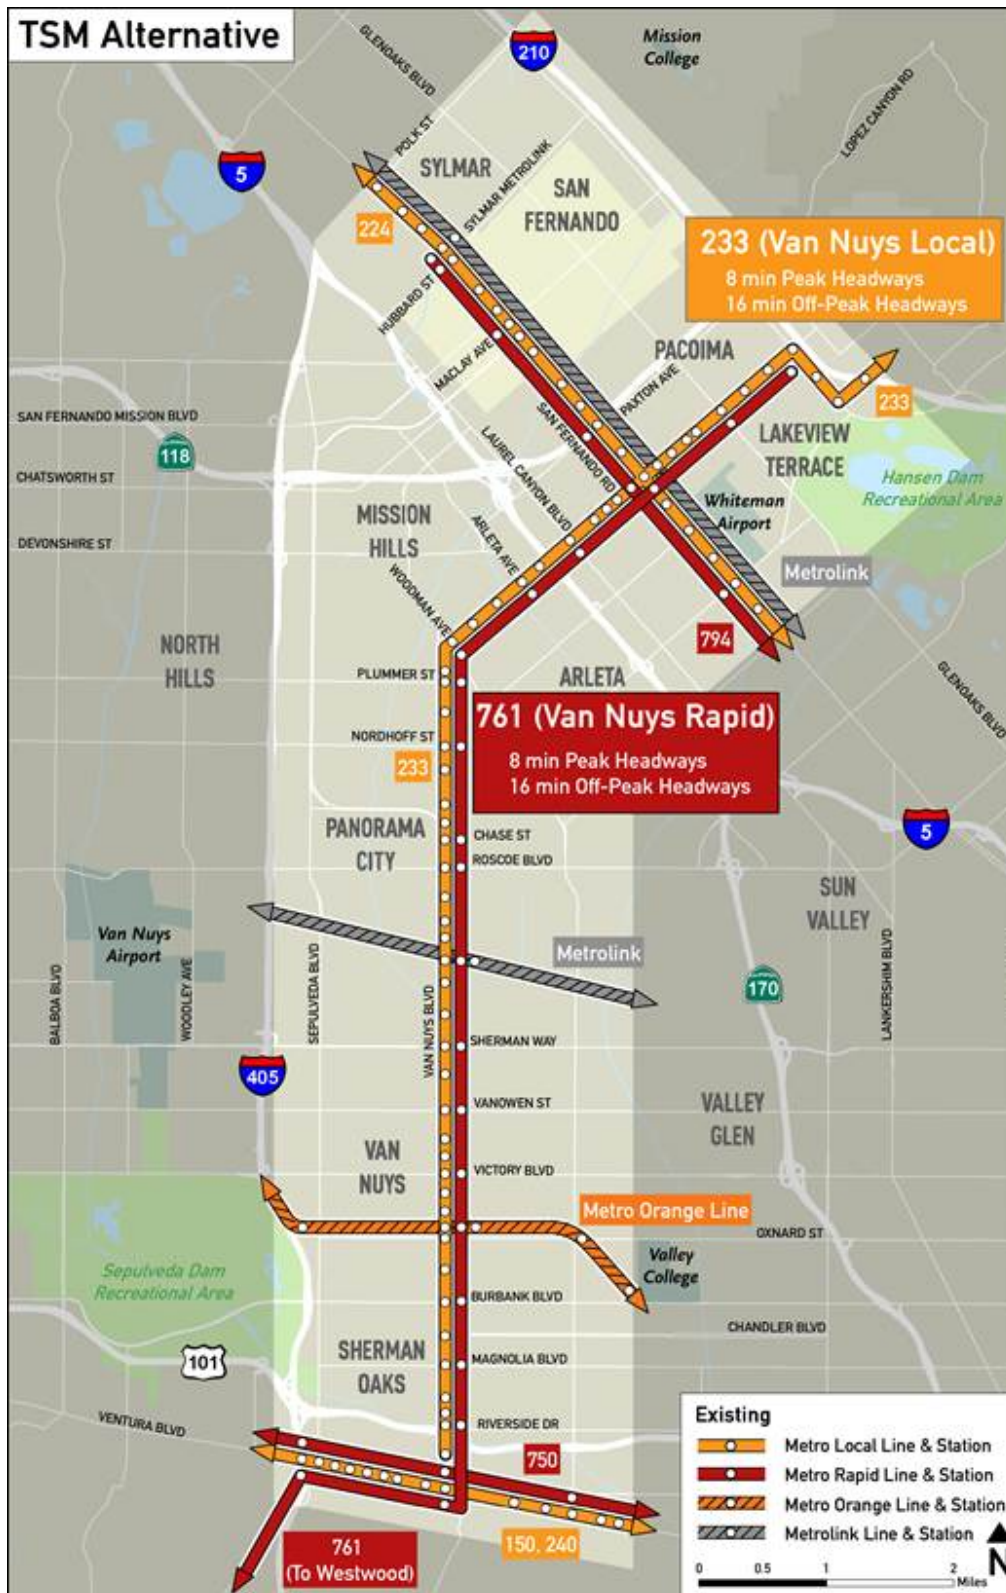 TSM Alternative
210
Mission
College
GLENOAKS BLVD
LOPEZ CANYON RD
POLK ST
5
SYLMAR
SYLMAR METROLINK
SAN
FERNANDO
224
233 (Van Nuys Local)
8 min Peak Headways
16 min Off-Peak Headways
HUBBARD ST
MACLAY AVE
PACOIMA
PAXTON AVE
233
SAN FERNANDO MISSION BLVD
SAN FERNANDO RD
LAKEVIEW
TERRACE
118
LAUREL CANYON BLVD
CHATSWORTH ST
Hansen Dam
Recreational Area
Whiteman
Airport
MISSION
HILLS
ARLETA AVE
DEVONSHIRE ST
Metrolink
WOODMAN AVE
794
NORTH
HILLS
PLUMMER ST
ARLETA
GLENOAKS BLVD
761 (Van Nuys Rapid)
8 min Peak Headways
16 min Off-Peak Headways
NORDHOFF ST
233
PANORAMA
CITY
CHASE ST
ROSCOE BLVD
5
SUN
VALLEY
Van Nuys
Airport
Metrolink
BALBOA BLVD
WOODLEY AVE
SEPULVEDA BLVD
VAN NUYS BLVD
170
LANKERSHIM BLVD
SHERMAN WAY
405
VANOWEN ST
VALLEY
GLEN
VAN
NUYS
VICTORY BLVD
Metro Orange Line
OXNARD ST
Valley
College
Sepulveda Dam
Recreational Area
BURBANK BLVD
CHANDLER BLVD
SHERMAN
OAKS
101
MAGNOLIA BLVD
VENTURA BLVD
RIVERSIDE DR
750
150, 240
761
(To Westwood)
Existing
Metro Local Line & Station
Metro Rapid Line & Station
Metro Orange Line & Station
Metrolink Line & Station
N
0 0.5 1 2
Miles